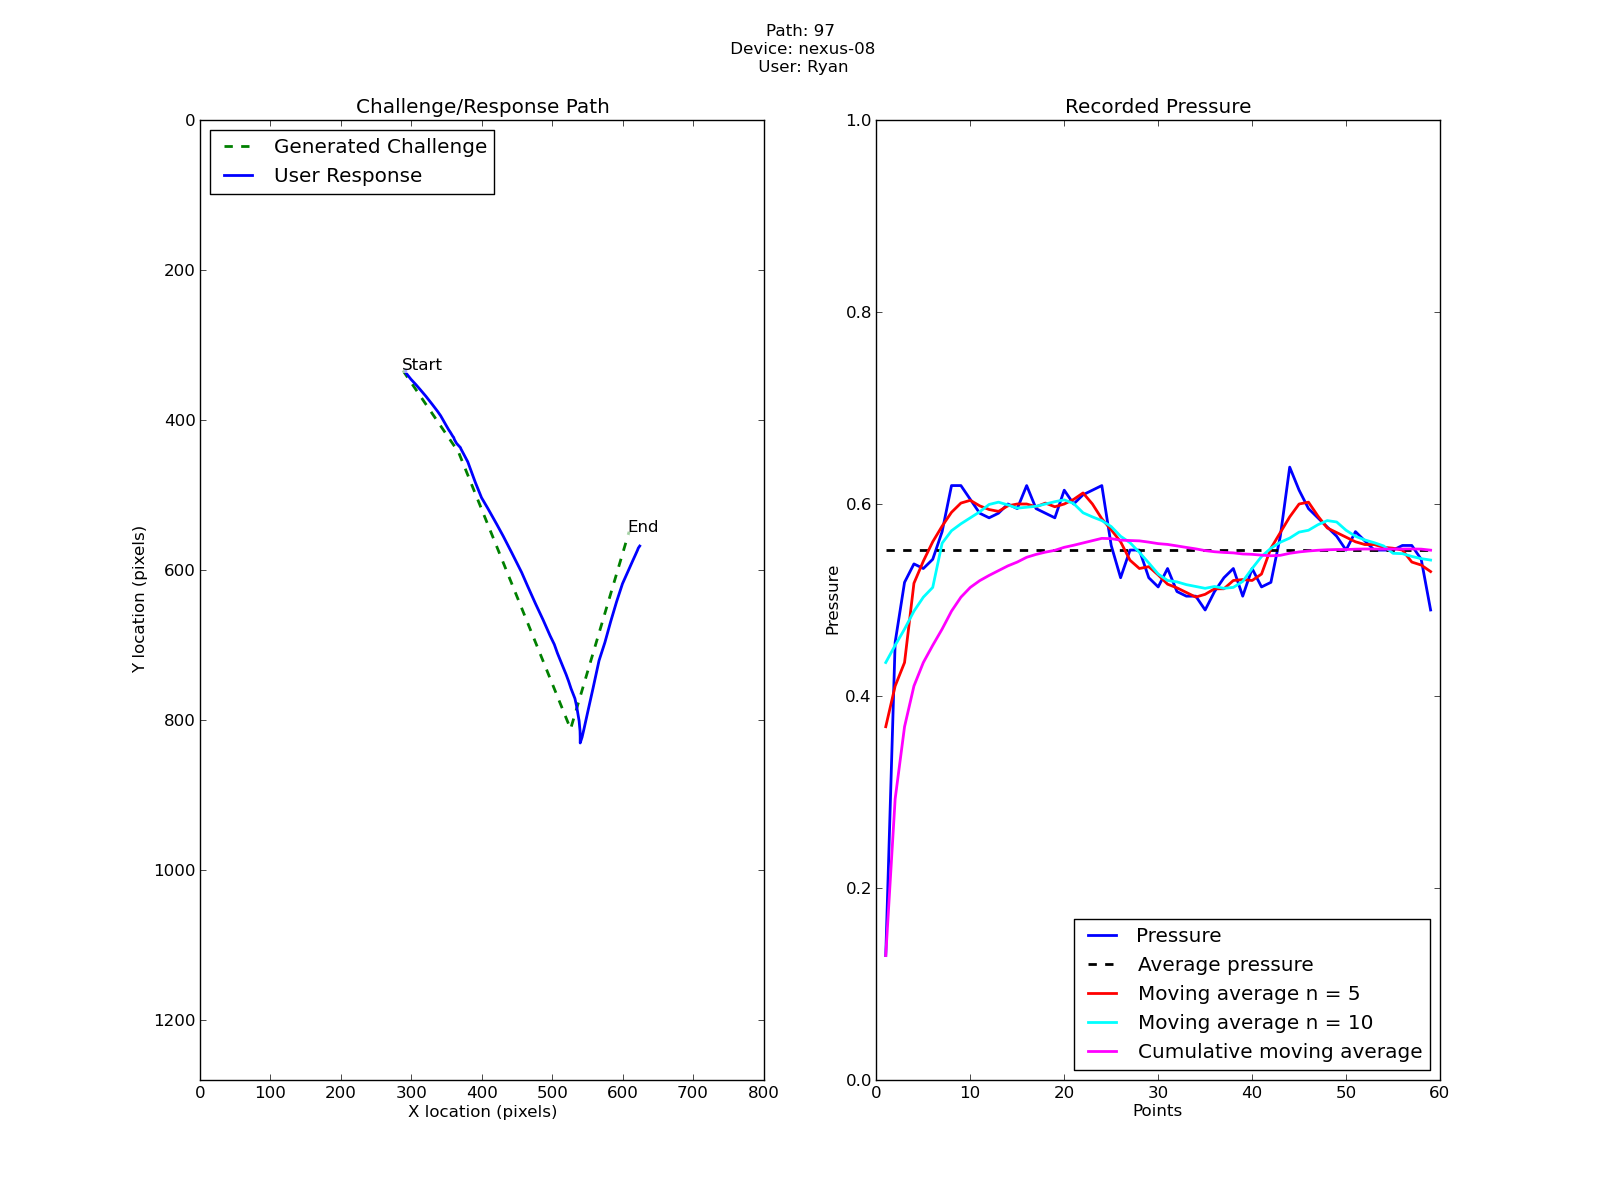 Path: 97
Device: nexus-08
User: Ryan
Challenge/Response Path
Generated Challenge
User Response
Start
End
0
200
400
600
800
1000
1200
Y location (pixels)
0 100 200 300 400 500 600 700 800
X location (pixels)
Recorded Pressure
1.0
0.8
0.6
0.4
0.2
0.0
Pressure
Pressure
Average pressure
Moving average n = 5
Moving average n = 10
Cumulative moving average
0 10 20 30 40 50 60
Points